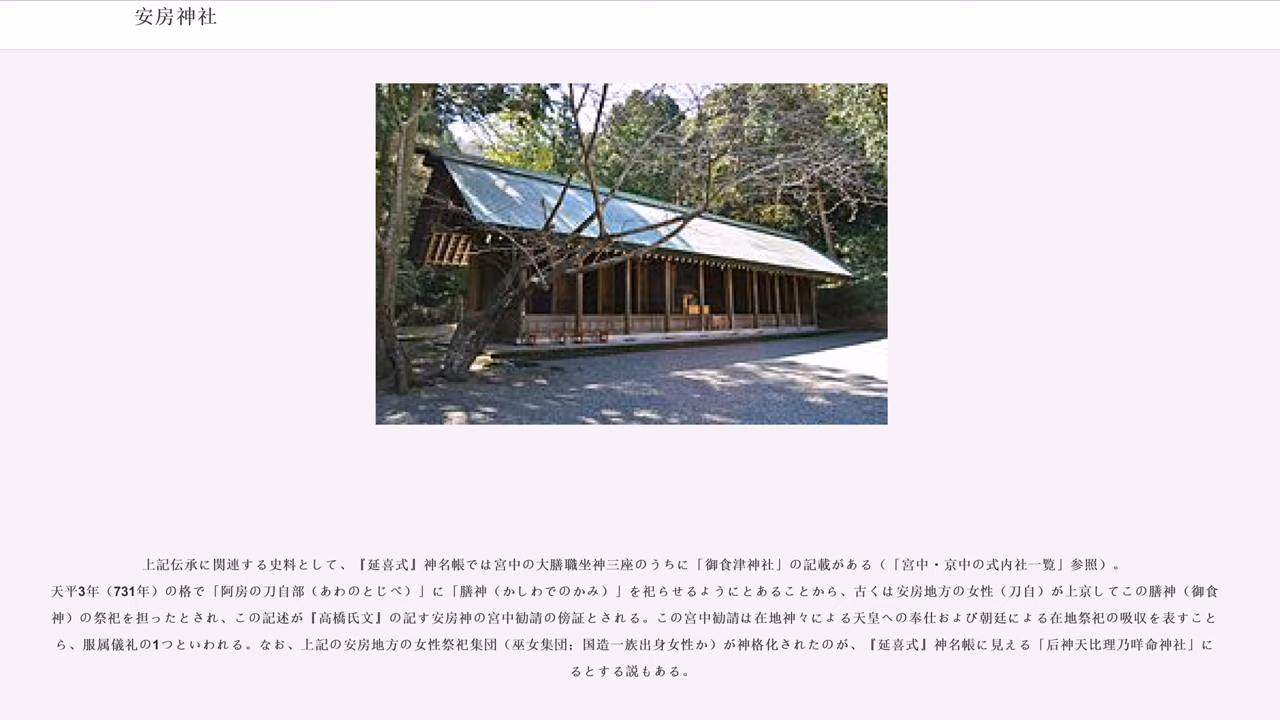 安房神社
上記伝承に関連する史料として、『延喜式』神名帳では宮中の大膳職坐神三座のうちに「御食津神社」の記載がある（「宮中・京中の式内社一覧」参照）。
天平3年（731年）の格で「阿房の刀自部（あわのとじべ）」に「膳神（かしわでのかみ）」を祀らせるようにとあることから、古くは安房地方の女性（刀自）が上京してこの膳神（御食
神）の祭祀を担ったとされ、この記述が『高橋氏文』の記す安房神の宮中勧請の傍証とされる。この宮中勧請は在地神々による天皇への奉仕および朝廷による在地祭祀の吸収を表すこと
ら、服属儀礼の1つといわれる。なお、上記の安房地方の女性祭祀集団（巫女集団；国造一族出身女性か）が神格化されたのが、『延喜式』神名帳に見える「后神天比理乃咩命神社」に
るとする説もある。